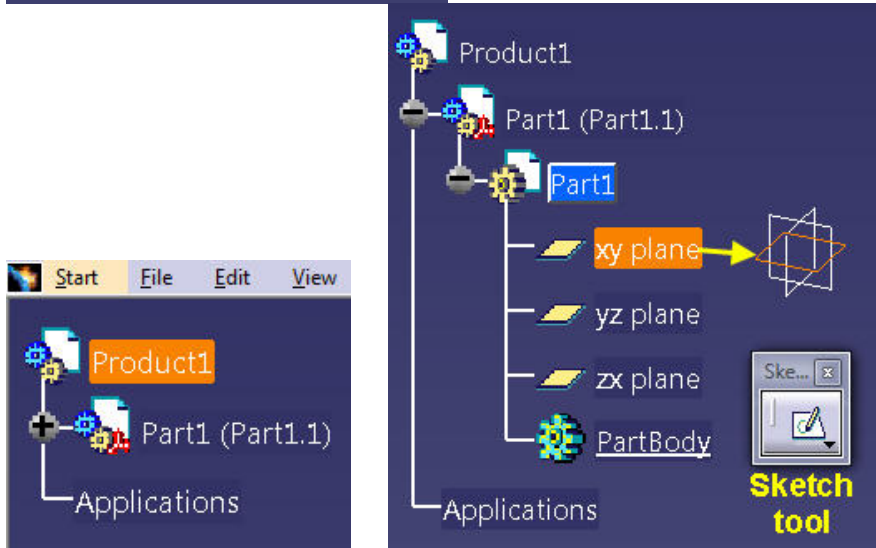 Start File Edit View
Product1
Part1 (Part1.1)
Applications
Product1
Part1 (Part1.1)
Part1
xy plane
yz plane
zx plane
PartBody
Applications
Ske...
Sketch
tool